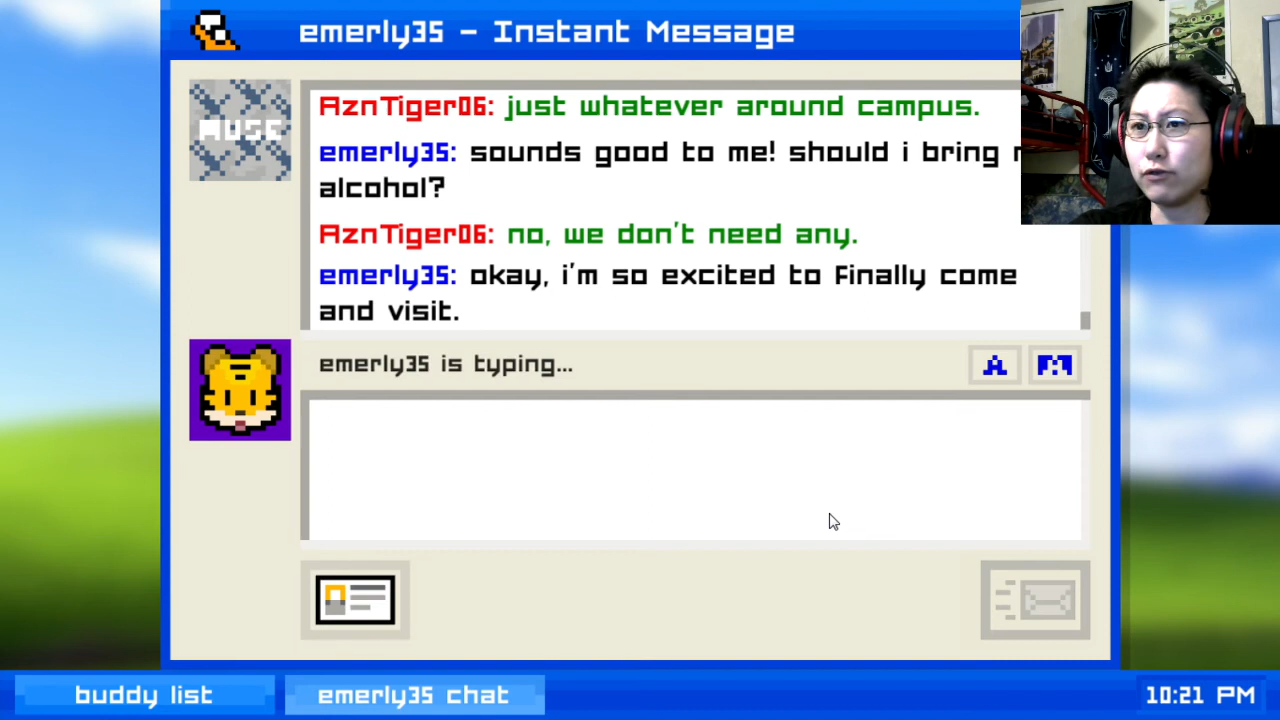 emerly35 – Instant Message
MUSE
AznTiger06: just whatever around campus.
emerly35: sounds good to me! should i bring
alcohol?
AznTiger06: no, we don't need any.
emerly35: okay, i'm so excited to finally come
and visit.
emerly35 is typing...
A
buddy list
emerly35 chat
10:21 PM